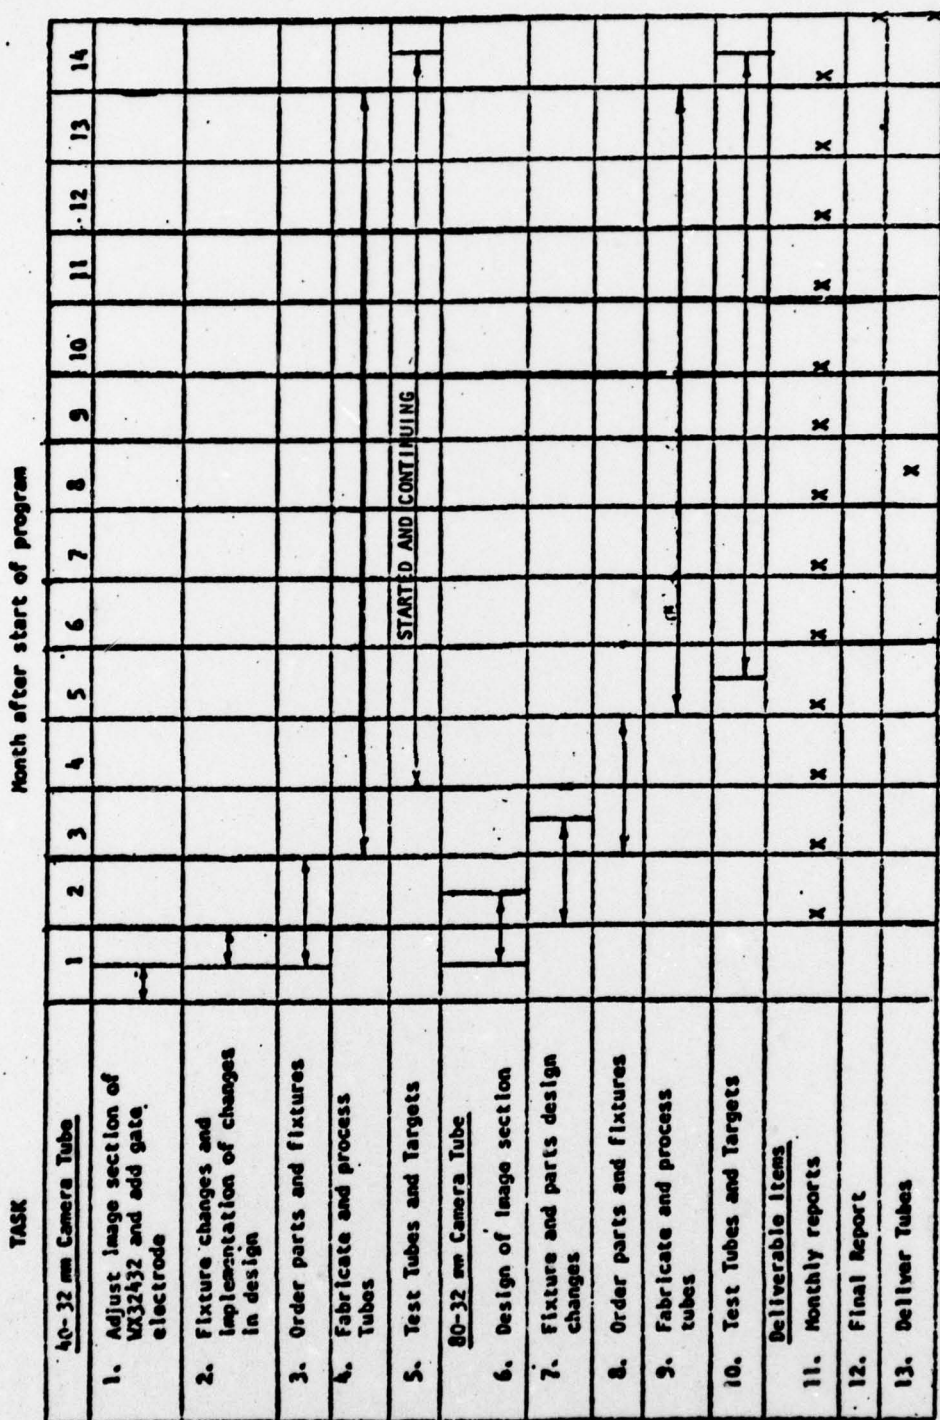 Month after start of program
TASK
1 2 3 4 5 6 7 8 9 10 11 12 13 14
40-32 mm Camera Tube
1. Adjust image section of
WX32432 and add gate
electrode
2. Fixture changes and
implementation of changes
in design
3. Order parts and fixtures
4. Fabricate and process
Tubes
5. Test Tubes and Targets
STARTED AND CONTINUING
X
80-32 mm Camera Tube
6. Design of image section
7. Fixture and parts design
changes
8. Order parts and fixtures
9. Fabricate and process
tubes
10. Test Tubes and Targets
Deliverable Items
11. Monthly reports
X X X X X X X X X X X X X
12. Final Report
X
13. Deliver Tubes
X X